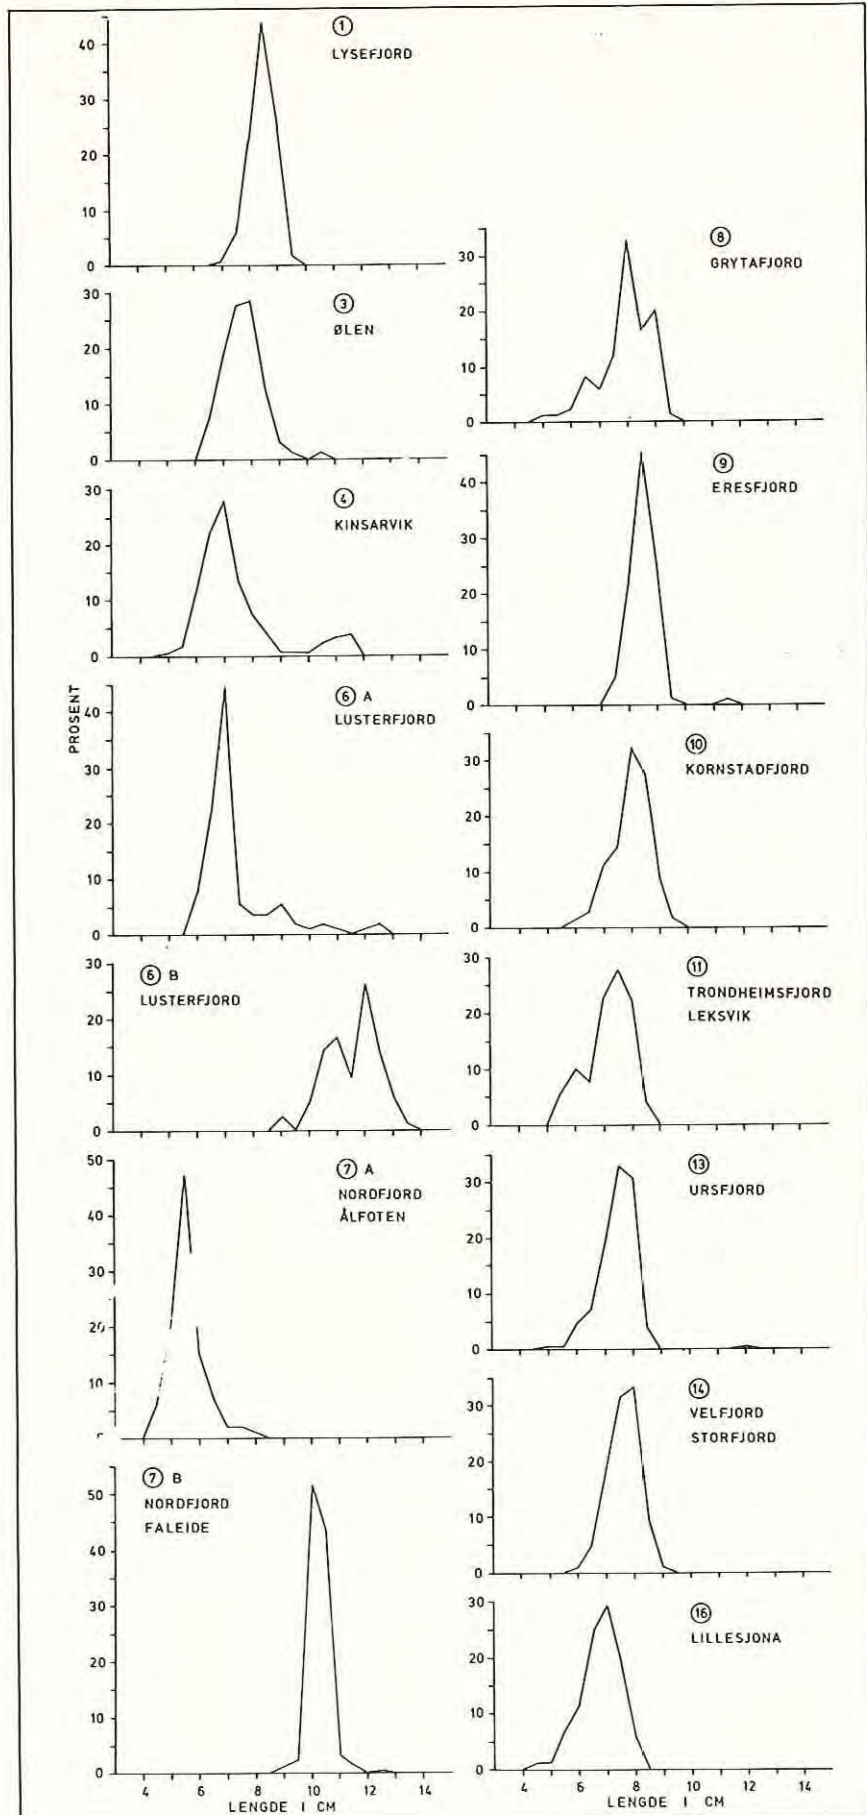 ① LYSEFJORD
40
30
20
10
0
③ ØLEN
30
20
10
0
④ KINSARVIK
30
20
10
0
PROSENT
⑥ A
LUSTERFJORD
40
30
20
10
0
⑥ B
LUSTERFJORD
30
20
10
0
⑦ A
NORDFJORD
ÅLFOTEN
50
40
30
20
10
0
⑦ B
NORDFJORD
FALEIDE
50
40
30
20
10
0
4 6 8 10 12 14
LENGDE I CM
⑧
GRYTAFJORD
30
20
10
0
⑨
ERESFJORD
40
30
20
10
0
⑩
KORNSTADFJORD
30
20
10
0
⑪
TRONDHEIMSFJORD
LEKSVIK
30
20
10
0
⑬
URSFJORD
30
20
10
0
⑭
VELFJORD
STORFJORD
30
20
10
0
⑯
LILLESJONA
30
20
10
0
4 6 8 10 12 14
LENGDE I CM